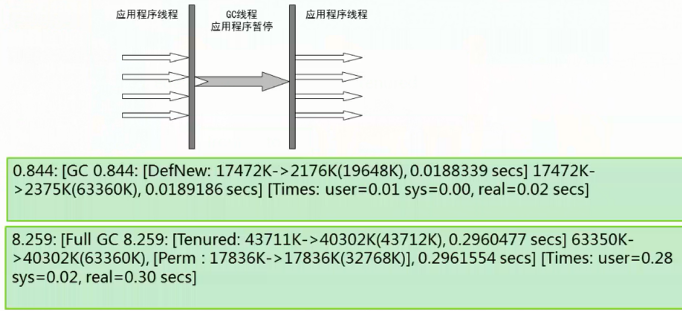 应用程序线程
GC线程
应用程序暂停
应用程序线程
0.844: [GC 0.844: [DefNew: 17472K->2176K(19648K), 0.0188339 secs] 17472K-
>2375K(63360K), 0.0189186 secs] [Times: user=0.01 sys=0.00, real=0.02 secs]
8.259: [Full GC 8.259: [Tenured: 43711K->40302K(43712K), 0.2960477 secs] 63350K-
>40302K(63360K), [Perm : 17836K->17836K(32768K)], 0.2961554 secs] [Times: user=0.28
sys=0.02, real=0.30 secs]